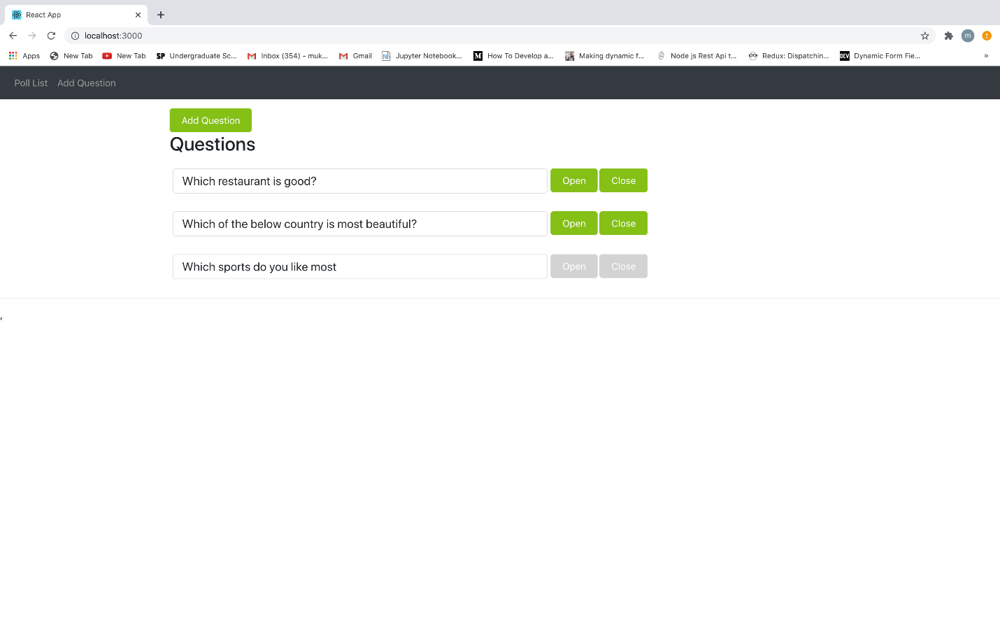 React App
localhost:3000
m
Apps New Tab New Tab SP Undergraduate Sc... Inbox (354) – muk... Gmail Nb Jupyter Notebook... M How To Develop a... Making dynamic f... Node js Rest Api t... Redux: Dispatchin... DEV Dynamic Form Fie... »
Poll List Add Question
Add Question
Questions
Which restaurant is good? Open Close
Which of the below country is most beautiful? Open Close
Which sports do you like most Open Close
,